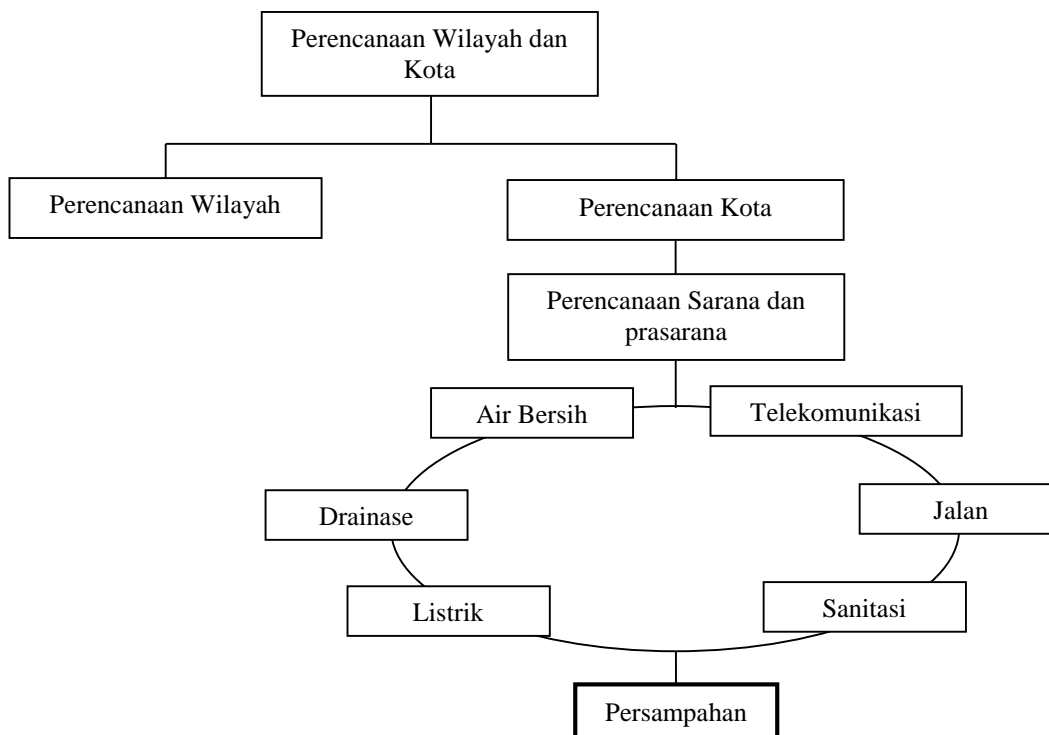 Perencanaan Wilayah dan
Kota
Perencanaan Wilayah
Perencanaan Kota
Perencanaan Sarana dan
prasarana
Air Bersih
Telekomunikasi
Drainase
Jalan
Listrik
Sanitasi
Persampahan